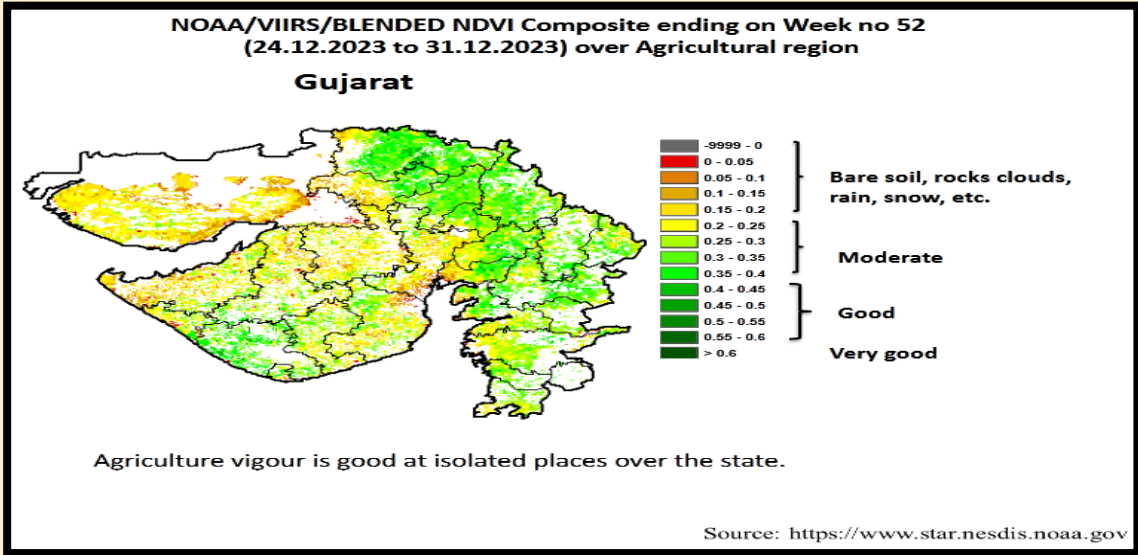 NOAA/VIIRS/BLENDED NDVI Composite ending on Week no 52
(24.12.2023 to 31.12.2023) over Agricultural region
Gujarat
-9999 - 0
0 - 0.05
0.05 - 0.1
0.1 - 0.15
0.15 - 0.2
0.2 - 0.25
0.25 - 0.3
0.3 - 0.35
0.35 - 0.4
0.4 - 0.45
0.45 - 0.5
0.5 - 0.55
0.55 - 0.6
> 0.6
Bare soil, rocks clouds,
rain, snow, etc.
Moderate
Good
Very good
Agriculture vigour is good at isolated places over the state.
Source: https://www.star.nesdis.noaa.gov